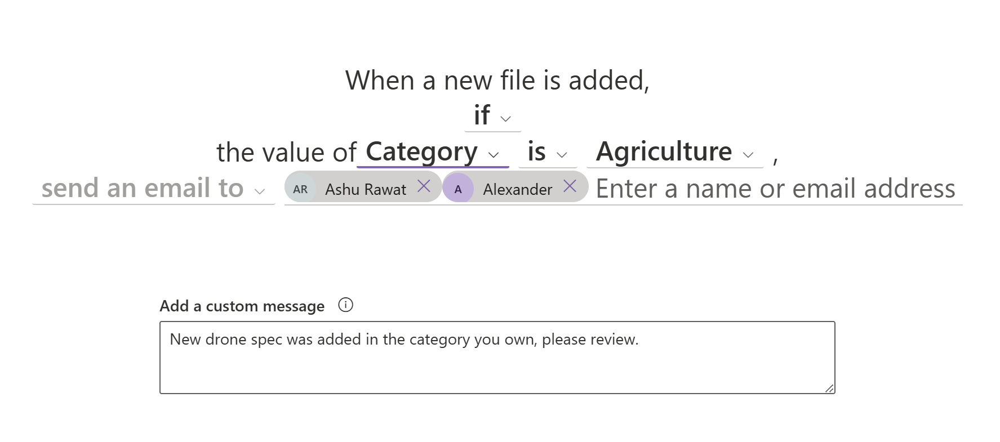 When a new file is added,
if
the value of Category is Agriculture ,
send an email to AR Ashu Rawat A Alexander Enter a name or email address
Add a custom message
New drone spec was added in the category you own, please review.